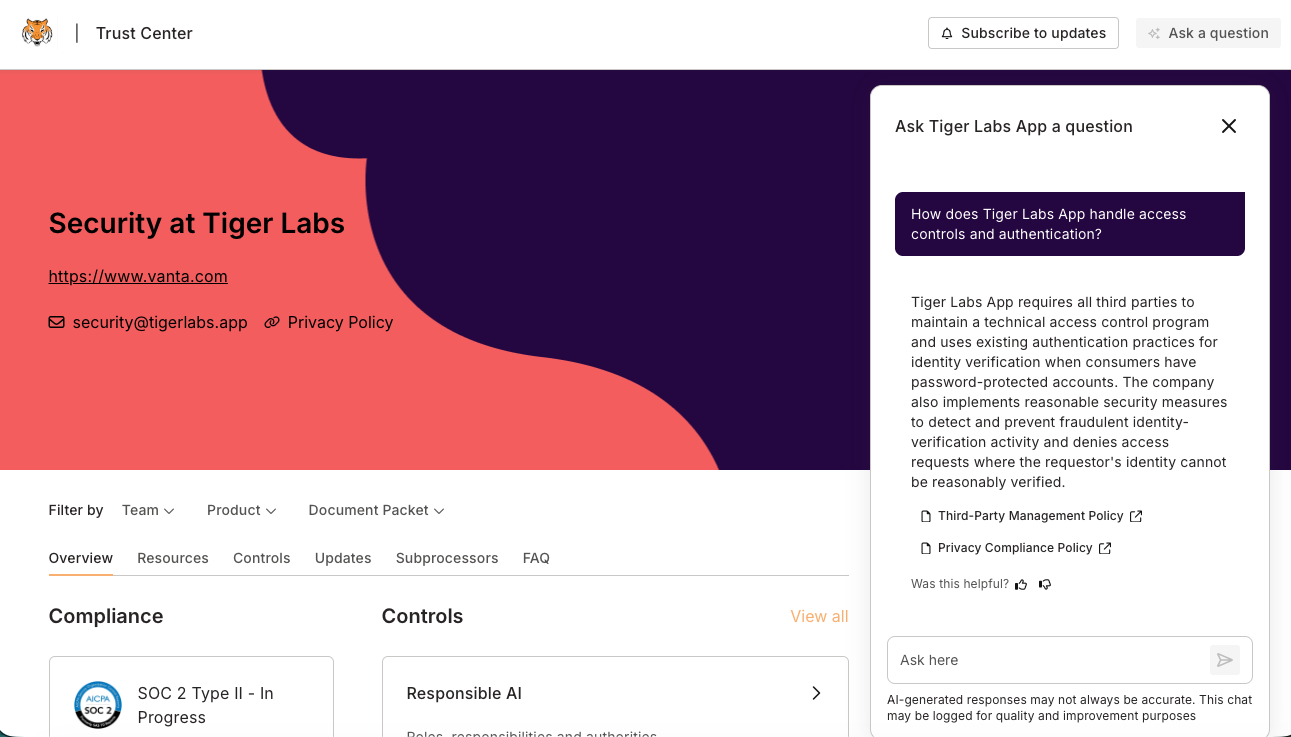 Trust Center
Subscribe to updates
Ask a question
Security at Tiger Labs
https://www.vanta.com
security@tigerlabs.app
Privacy Policy
Ask Tiger Labs App a question
How does Tiger Labs App handle access
controls and authentication?
Tiger Labs App requires all third parties to
maintain a technical access control program
and uses existing authentication practices for
identity verification when consumers have
password-protected accounts. The company
also implements reasonable security measures
to detect and prevent fraudulent identity-
verification activity and denies access
requests where the requestor's identity cannot
be reasonably verified.
Third-Party Management Policy
Privacy Compliance Policy
Was this helpful?
Ask here
AI-generated responses may not always be accurate. This chat
may be logged for quality and improvement purposes
Filter by
Team
Product
Document Packet
Overview
Resources
Controls
Updates
Subprocessors
FAQ
Compliance
AICPA
SOC 2
SOC 2 Type II - In
Progress
Controls
View all
Responsible AI
Roles, responsibilities and authorities